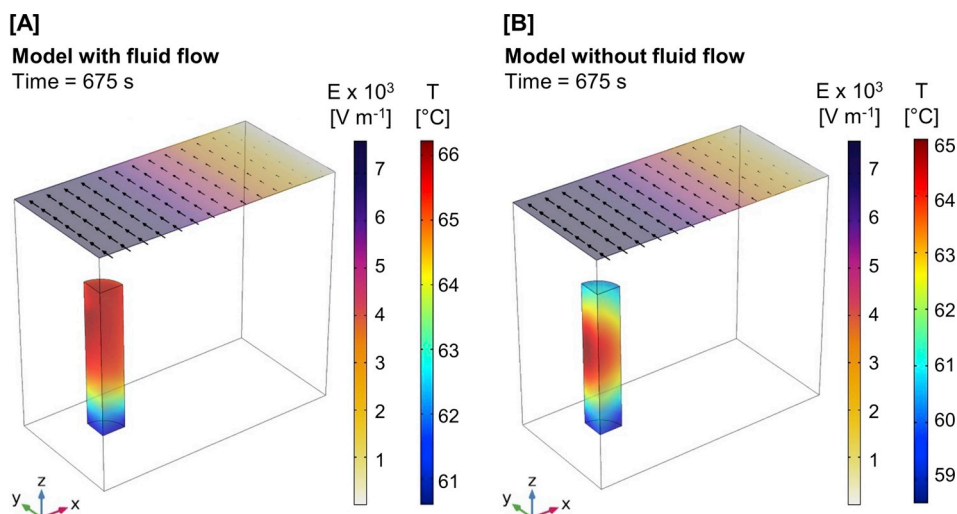 [A]
Model with fluid flow
Time = 675 s
E x 10³
[V m⁻¹]
T
[°C]
7
6
5
4
3
2
1
66
65
64
63
62
61
z
y
x
[B]
Model without fluid flow
Time = 675 s
E x 10³
[V m⁻¹]
T
[°C]
7
6
5
4
3
2
1
65
64
63
62
61
60
59
z
y
x